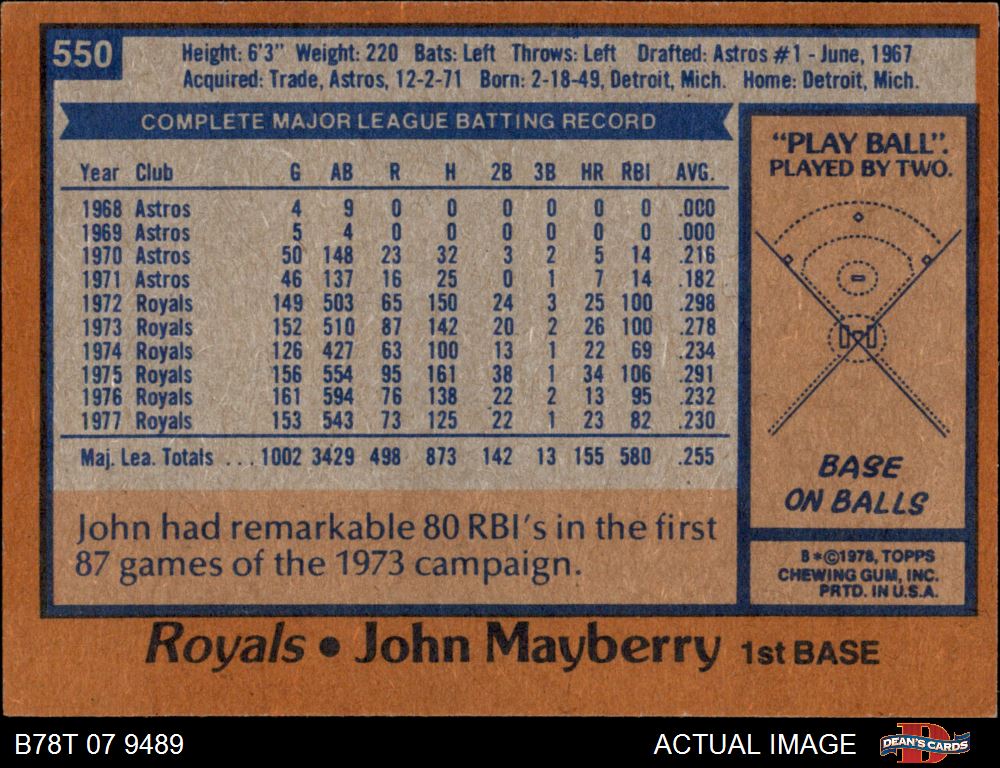 550
Height: 6'3" Weight: 220 Bats: Left Throws: Left Drafted: Astros #1 - June, 1967
Acquired: Trade, Astros, 12-2-71 Born: 2-18-49, Detroit, Mich. Home: Detroit, Mich.
COMPLETE MAJOR LEAGUE BATTING RECORD
Year Club G AB R H 2B 3B HR RBI AVG.
1968 Astros 4 9 0 0 0 0 0 0 .000
1969 Astros 5 4 0 0 0 0 0 0 .000
1970 Astros 50 148 23 32 3 2 5 14 .216
1971 Astros 46 137 16 25 0 1 7 14 .182
1972 Royals 149 503 65 150 24 3 25 100 .298
1973 Royals 152 510 87 142 20 2 26 100 .278
1974 Royals 126 427 63 100 13 1 22 69 .234
1975 Royals 156 554 95 161 38 1 34 106 .291
1976 Royals 161 594 76 138 22 2 13 95 .232
1977 Royals 153 543 73 125 22 1 23 82 .230
Maj. Lea. Totals ... 1002 3429 498 873 142 13 155 580 .255
John had remarkable 80 RBI's in the first
87 games of the 1973 campaign.
"PLAY BALL".
PLAYED BY TWO.
BASE
ON BALLS
B*©1978, TOPPS
CHEWING GUM, INC.
PRTD. IN U.S.A.
Royals • John Mayberry 1st BASE
B78T 07 9489
ACTUAL IMAGE
DEAN'S CARDS